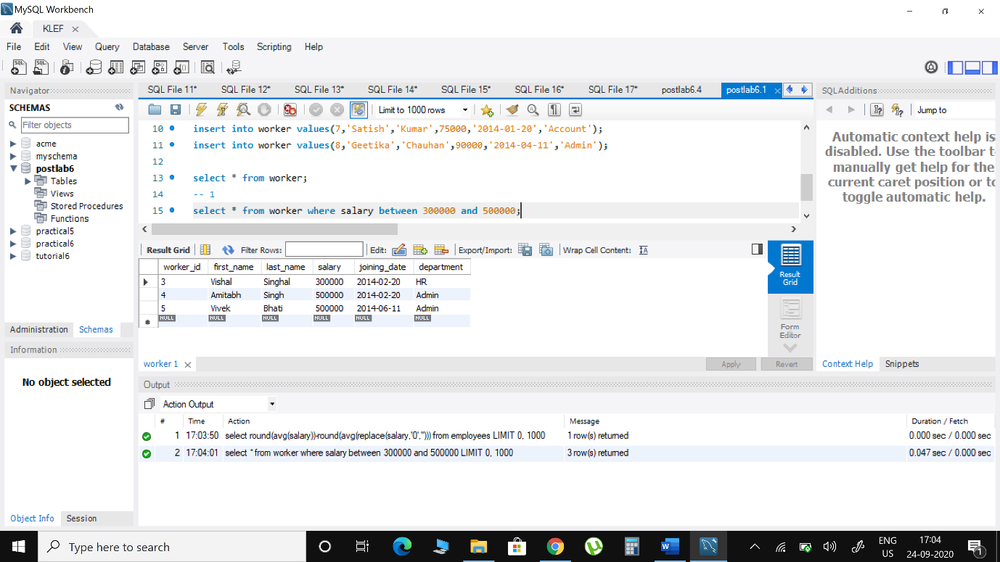 MySQL Workbench
KLEF
File Edit View Query Database Server Tools Scripting Help
Navigator
SCHEMAS
Filter objects
acme
myschema
postlab6
Tables
Views
Stored Procedures
Functions
practical5
practical6
tutorial6
Administration Schemas
Information
No object selected
Object Info Session
SQL File 11* SQL File 12* SQL File 13* SQL File 14* SQL File 15* SQL File 16* SQL File 17* postlab6.4 postlab6.1
Limit to 1000 rows
10 insert into worker values(7,'Satish','Kumar',75000,'2014-01-20','Account');
11 insert into worker values(8,'Geetika','Chauhan',90000,'2014-04-11','Admin');
12
13 select * from worker;
14 -- 1
15 select * from worker where salary between 300000 and 500000;
Result Grid Filter Rows: Edit: Export/Import: Wrap Cell Content:
worker_id first_name last_name salary joining_date department
3 Vishal Singhal 300000 2014-02-20 HR
4 Amitabh Singh 500000 2014-02-20 Admin
5 Vivek Bhati 500000 2014-06-11 Admin
NULL NULL NULL NULL NULL NULL
Result
Grid
Form
Editor
worker 1
Apply Revert
SQLAdditions
Jump to
Automatic context help is
disabled. Use the toolbar t
manually get help for the
current caret position or to
toggle automatic help.
Context Help Snippets
Output
Action Output
# Time Action Message Duration / Fetch
1 17:03:50 select round(avg(salary))-round(avg(replace(salary,'0',''))) from employees LIMIT 0, 1000 1 row(s) returned 0.000 sec / 0.000 sec
2 17:04:01 select * from worker where salary between 300000 and 500000 LIMIT 0, 1000 3 row(s) returned 0.047 sec / 0.000 sec
Type here to search
ENG
US
17:04
24-09-2020
1